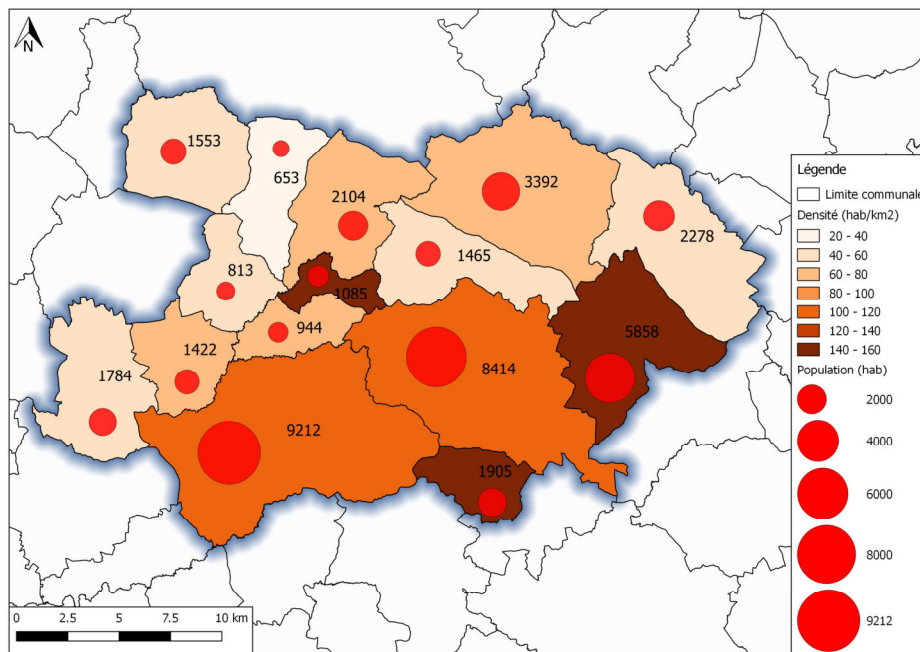 N
1553
653
2104
3392
2278
813
1465
1085
944
5858
1422
1784
8414
9212
1905
0 2.5 5 7.5 10 km
Légende
Limite communale
Densité (hab/km2)
20 - 40
40 - 60
60 - 80
80 - 100
100 - 120
120 - 140
140 - 160
Population (hab)
2000
4000
6000
8000
9212